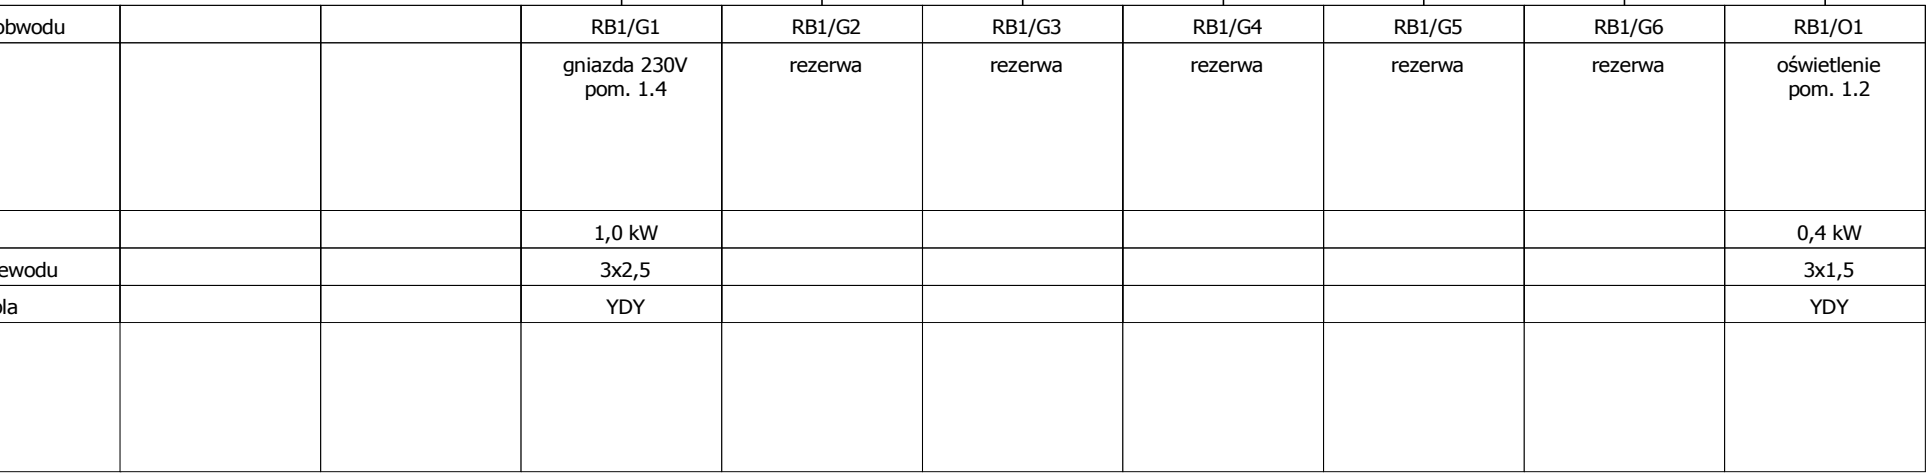 obwodu RB1/G1 RB1/G2 RB1/G3 RB1/G4 RB1/G5 RB1/G6 RB1/O1
gniazda 230V rezerwa rezerwa rezerwa rezerwa rezerwa oświetlenie
pom. 1.4 pom. 1.2
1,0 kW 0,4 kW
ewodu 3x2,5 3x1,5
la YDY YDY